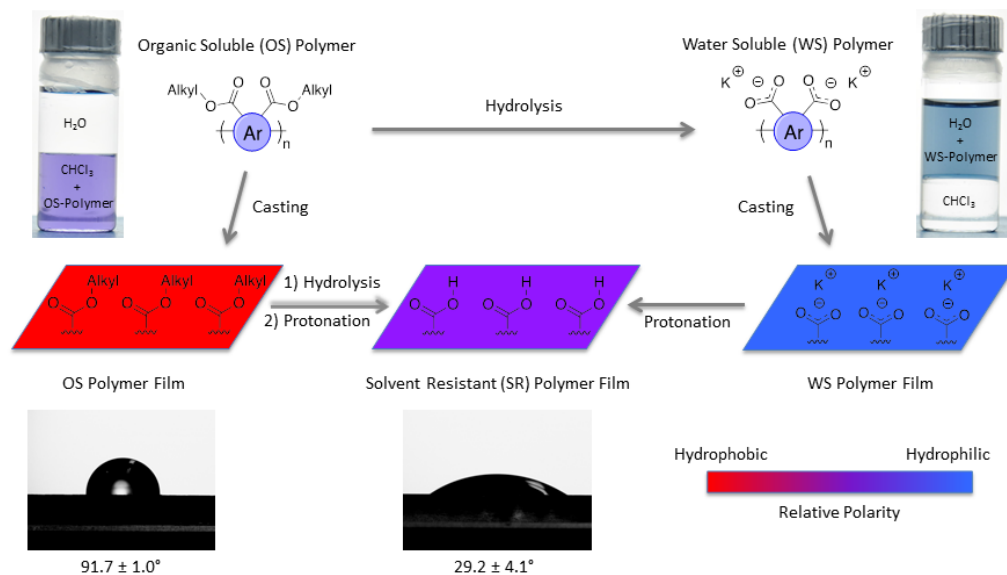 Organic Soluble (OS) Polymer
Water Soluble (WS) Polymer
H₂O
CHCl₃
+
OS-Polymer
Alkyl
O
O
O
O
Alkyl
Ar
n
Hydrolysis
K⊕
⊖
⊖
K⊕
O
O
O
O
Ar
n
H₂O
+
WS-Polymer
CHCl₃
Casting
Casting
Alkyl
Alkyl
Alkyl
O
O
O
O
O
O
1) Hydrolysis
2) Protonation
H
H
H
O
O
O
O
O
O
Protonation
K⊕
K⊕
K⊕
⊖
⊖
⊖
O
O
O
O
O
O
OS Polymer Film
Solvent Resistant (SR) Polymer Film
WS Polymer Film
Hydrophobic
Hydrophilic
Relative Polarity
91.7 ± 1.0°
29.2 ± 4.1°